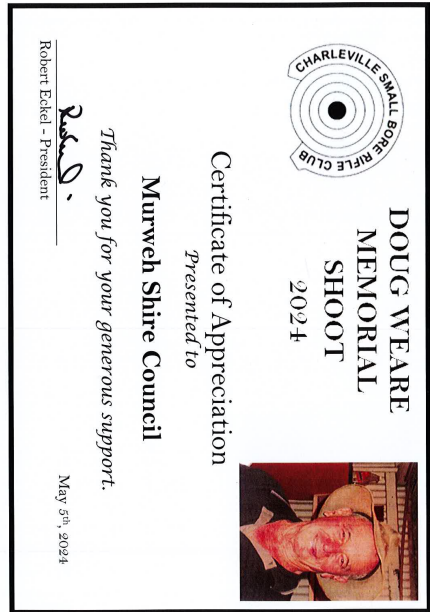 CHARLEVILLE SMALL BORE RIFLE CLUB
DOUG WEARE
MEMORIAL
SHOOT
2024
Certificate of Appreciation
Presented to
Murweh Shire Council
Thank you for your generous support.
Robert Eckel - President
May 5th, 2024